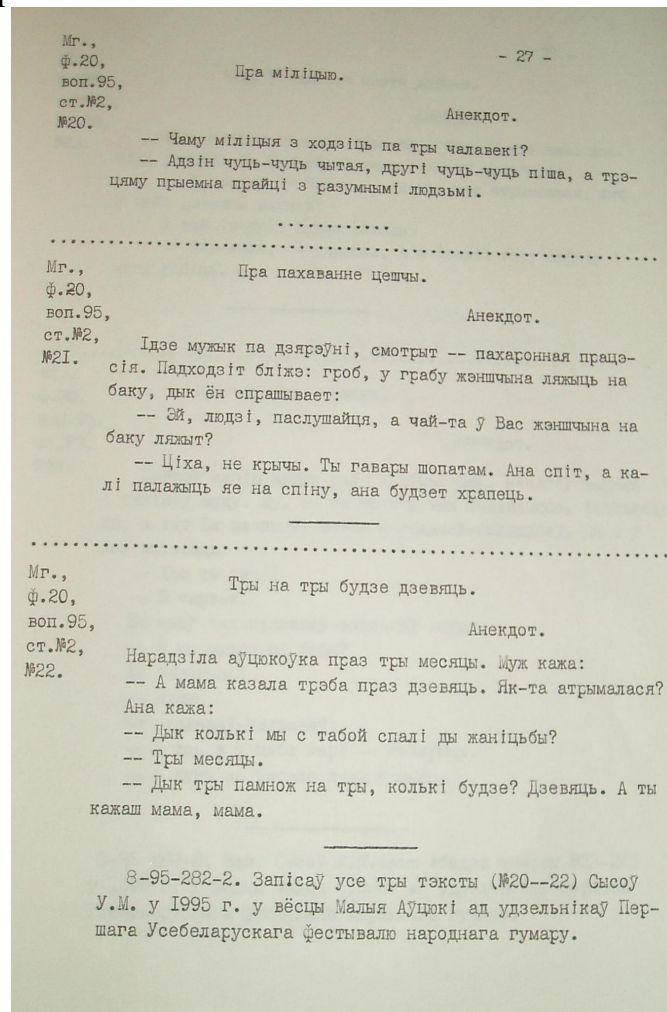 - 27 -
Мг.,
ф.20,
воп.95,
ст.№2,
№20.
Пра міліцыю.
Анекдот.
-- Чаму міліцыя з ходзіць па тры чалавекі?
-- Адзін чуць-чуць чытая, другі чуць-чуць піша, а трэ-
цяму прыемна прайці з разумнымі людзьмі.
............
Мг.,
ф.20,
воп.95,
ст.№2,
№2I.
Пра пахаванне цешчы.
Анекдот.
Ідзе мужык па дзярэўні, смотрыт -- пахаронная працэ-
сія. Падходзіт бліжэ: гроб, у грабу жэншчына ляжыць на
баку, дык ён спрашывает:
-- Эй, людзі, паслушайця, а чай-та ў Вас жэншчына на
баку ляжыт?
-- Ціха, не крычы. Ты гавары шопатам. Ана спіт, а ка-
лі палажыць яе на спіну, ана будзет храпець.
Мг.,
ф.20,
воп.95,
ст.№2,
№22.
Тры на тры будзе дзевяць.
Анекдот.
Нарадзіла аўцюкоўка праз тры месяцы. Муж кажа:
-- А мама казала трэба праз дзевяць. Як-та атрымалася?
Ана кажа:
-- Дык колькі мы с табой спалі ды жаніцьбы?
-- Тры месяцы.
-- Дык тры памнож на тры, колькі будзе? Дзевяць. А ты
кажаш мама, мама.
8-95-282-2. Запісаў усе тры тэксты (№20--22) Сысоў
У.М. у I995 г. у вёсцы Малыя Аўцюкі ад удзельнікаў Пер-
шага Усебеларускага фестывалю народнага гумару.